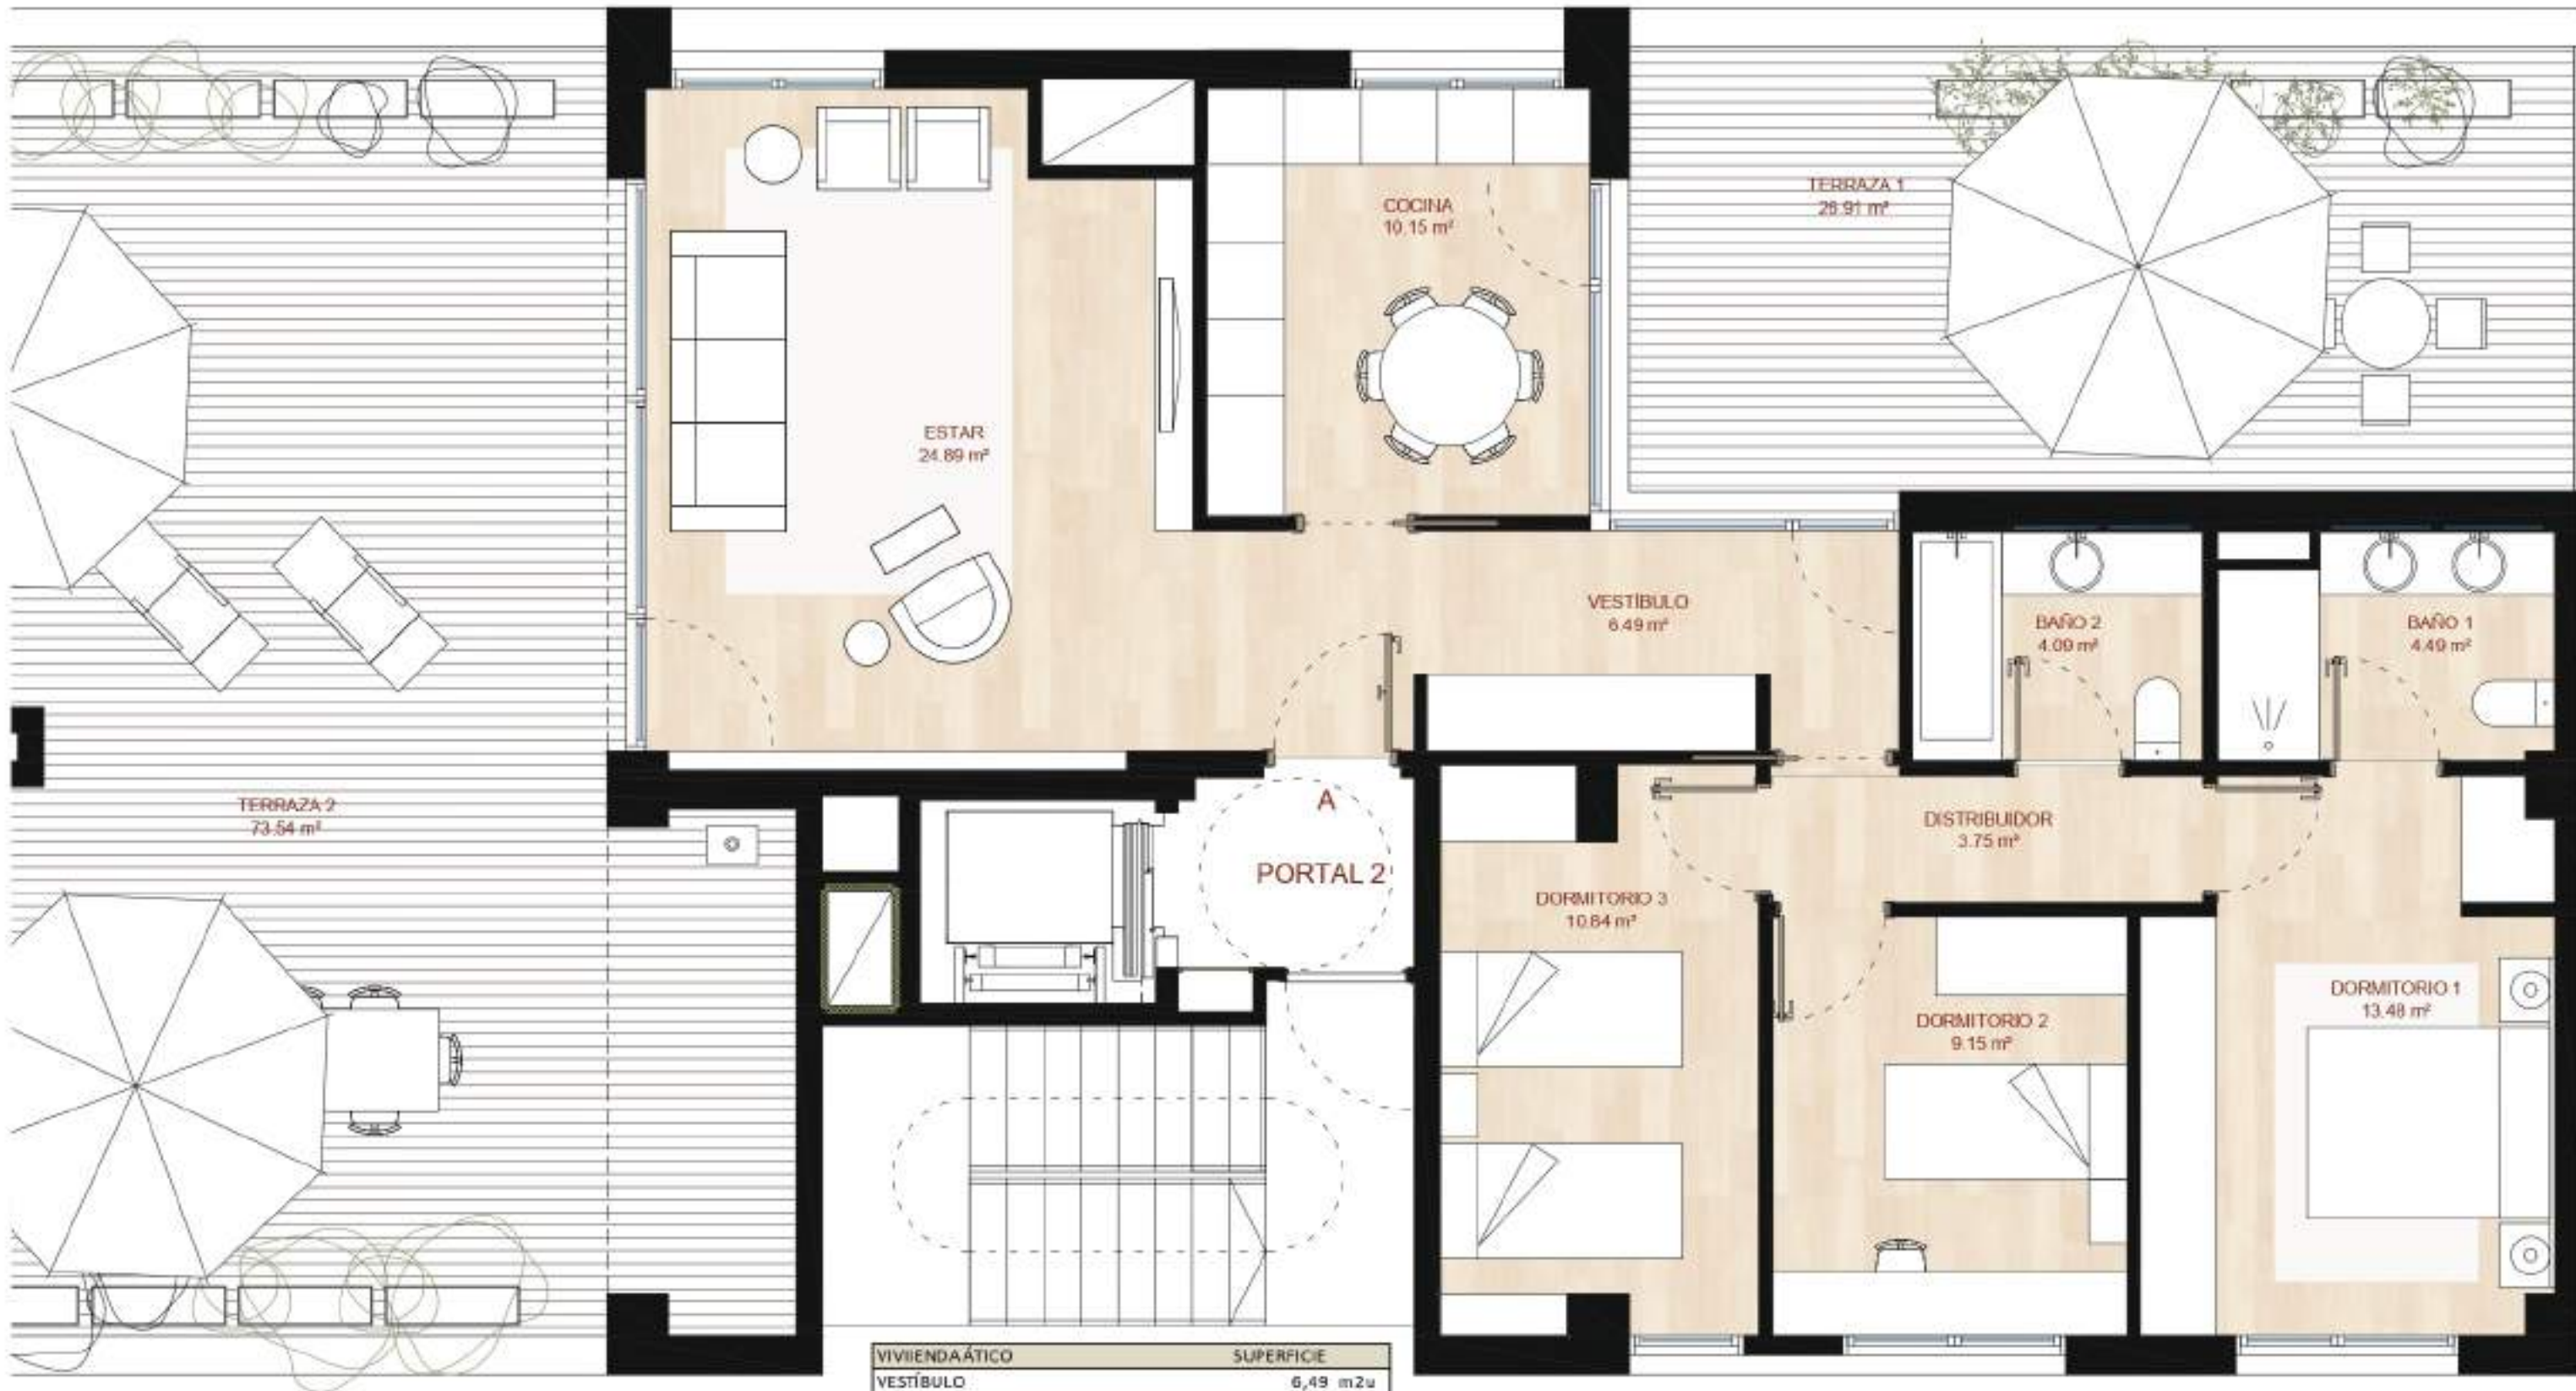 TERRAZA 1
26.91 m²
COCINA
10.15 m²
ESTAR
24.89 m²
VESTÍBULO
6.49 m²
BAÑO 2
4.09 m²
BAÑO 1
4.49 m²
TERRAZA 2
73.54 m²
A
PORTAL 2
DISTRIBUIDOR
3.75 m²
DORMITORIO 3
10.84 m²
DORMITORIO 2
9.15 m²
DORMITORIO 1
13.48 m²
VIVIIENDA ÁTICO SUPERFICIE
VESTÍBULO 6,49 m2u